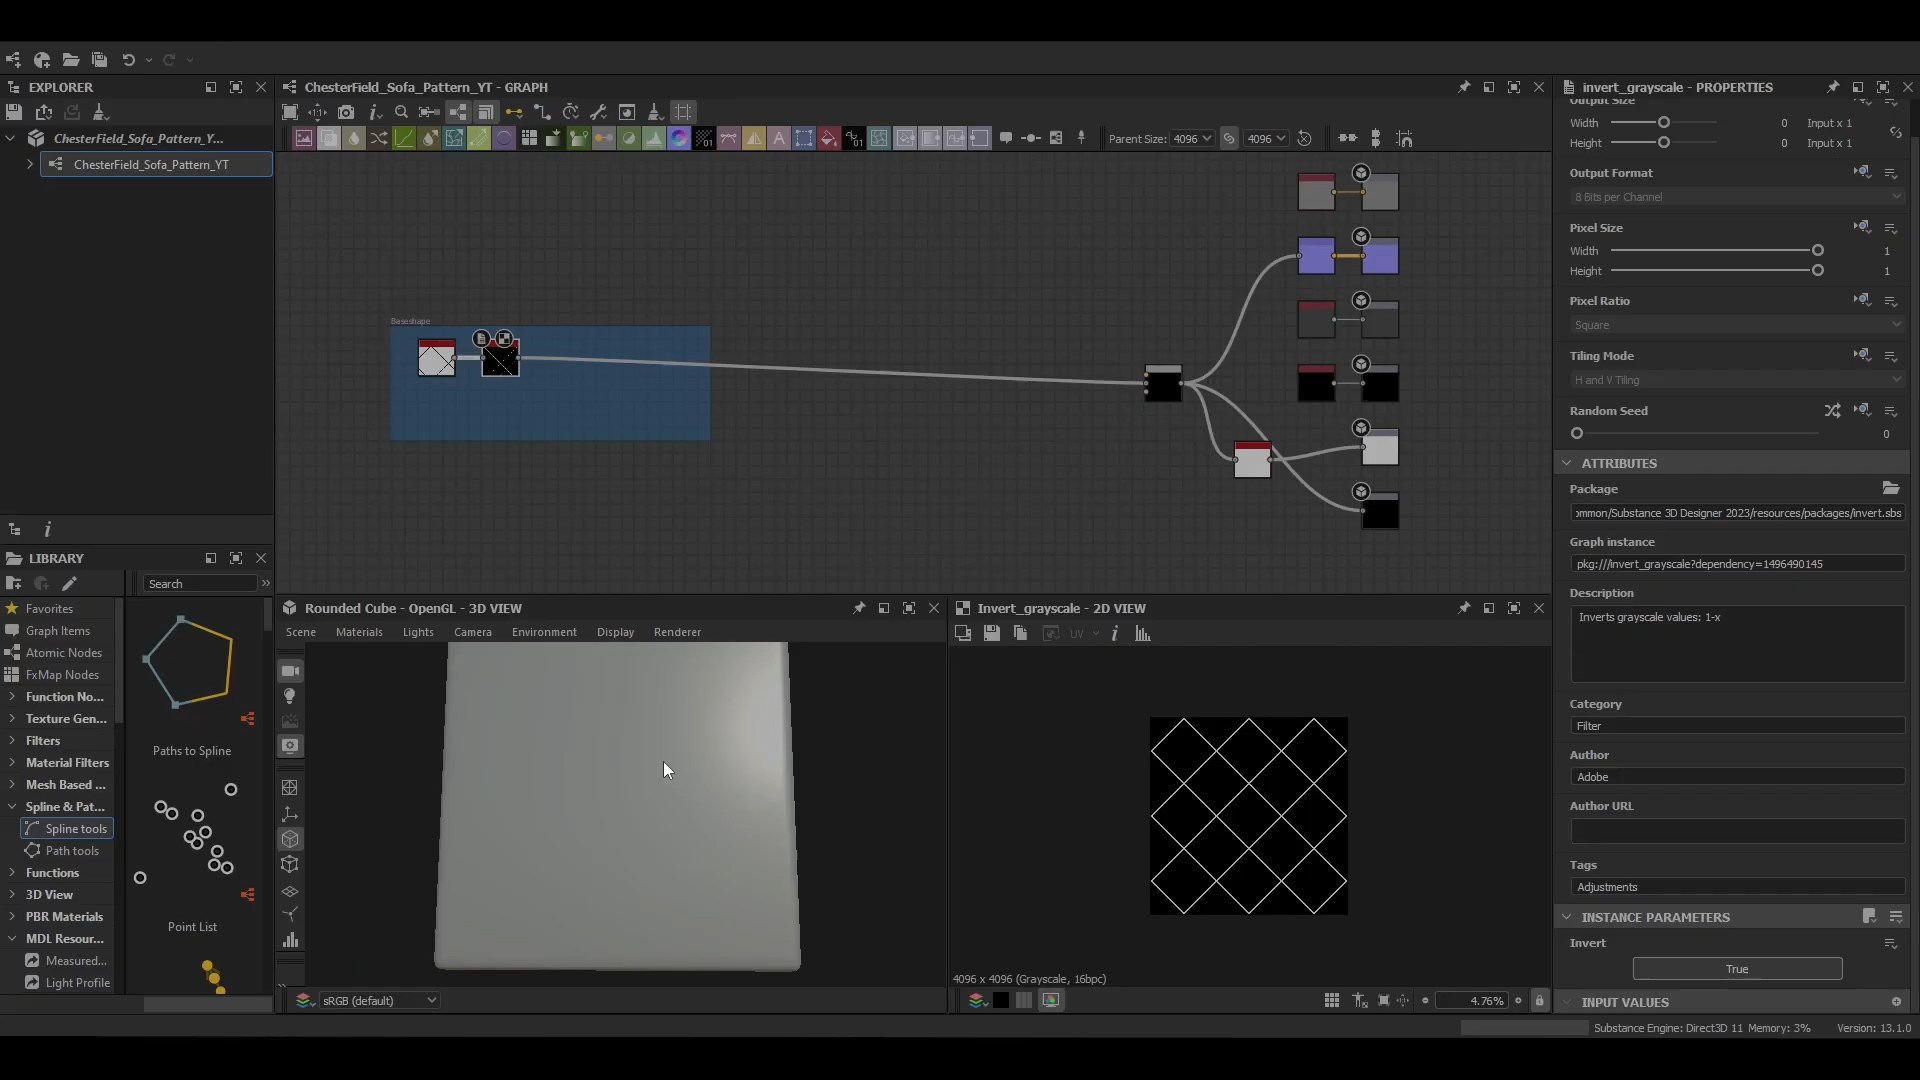 EXPLORER
ChesterField_Sofa_Pattern_YT - GRAPH
invert_grayscale - PROPERTIES
Output Size
Width 0 Input x 1
Height 0 Input x 1
ChesterField_Sofa_Pattern_Y...
Parent Size: 4096 4096
ChesterField_Sofa_Pattern_YT
Output Format
8 Bits per Channel
Pixel Size
Width 1
Height 1
Pixel Ratio
Square
Baseshape
Tiling Mode
H and V Tiling
Random Seed
0
ATTRIBUTES
Package
ommon/Substance 3D Designer 2023/resources/packages/invert.sbs
Graph instance
pkg:///invert_grayscale?dependency=1496490145
Description
Inverts grayscale values: 1-x
Category
Filter
Author
Adobe
Author URL
Tags
Adjustments
INSTANCE PARAMETERS
Invert
True
INPUT VALUES
LIBRARY
Search
Favorites
Graph Items
Atomic Nodes
FxMap Nodes
Function No...
Texture Gen...
Filters
Material Filters
Mesh Based ...
Spline & Pat...
Spline tools
Path tools
Functions
3D View
PBR Materials
MDL Resour...
Measured...
Light Profile
Paths to Spline
Point List
Rounded Cube - OpenGL - 3D VIEW
Scene Materials Lights Camera Environment Display Renderer
sRGB (default)
Invert_grayscale - 2D VIEW
UV
4096 x 4096 (Grayscale, 16bpc)
4.76%
Substance Engine: Direct3D 11 Memory: 3% Version: 13.1.0